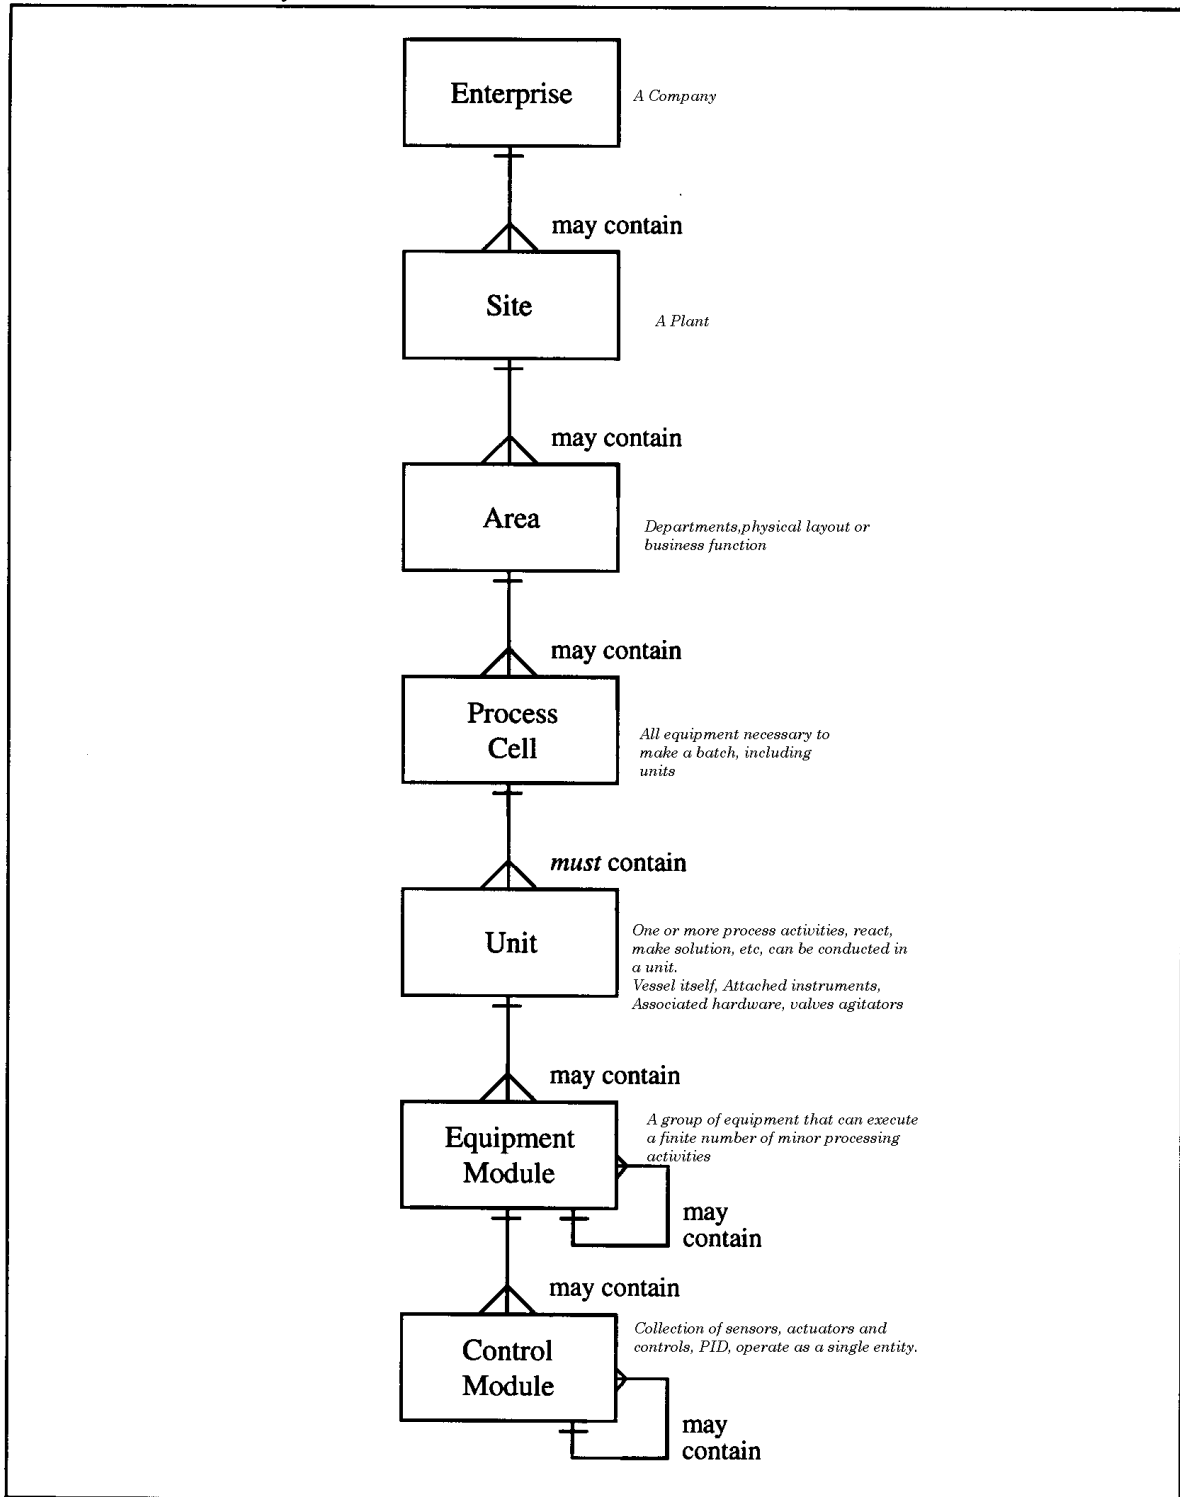 Enterprise
A Company
may contain
Site
A Plant
may contain
Area
Departments,physical layout or
business function
may contain
Process
Cell
All equipment necessary to
make a batch, including
units
must contain
Unit
One or more process activities, react,
make solution, etc, can be conducted in
a unit.
Vessel itself, Attached instruments,
Associated hardware, valves agitators
may contain
Equipment
Module
A group of equipment that can execute
a finite number of minor processing
activities
may
contain
may contain
Control
Module
Collection of sensors, actuators and
controls, PID, operate as a single entity.
may
contain